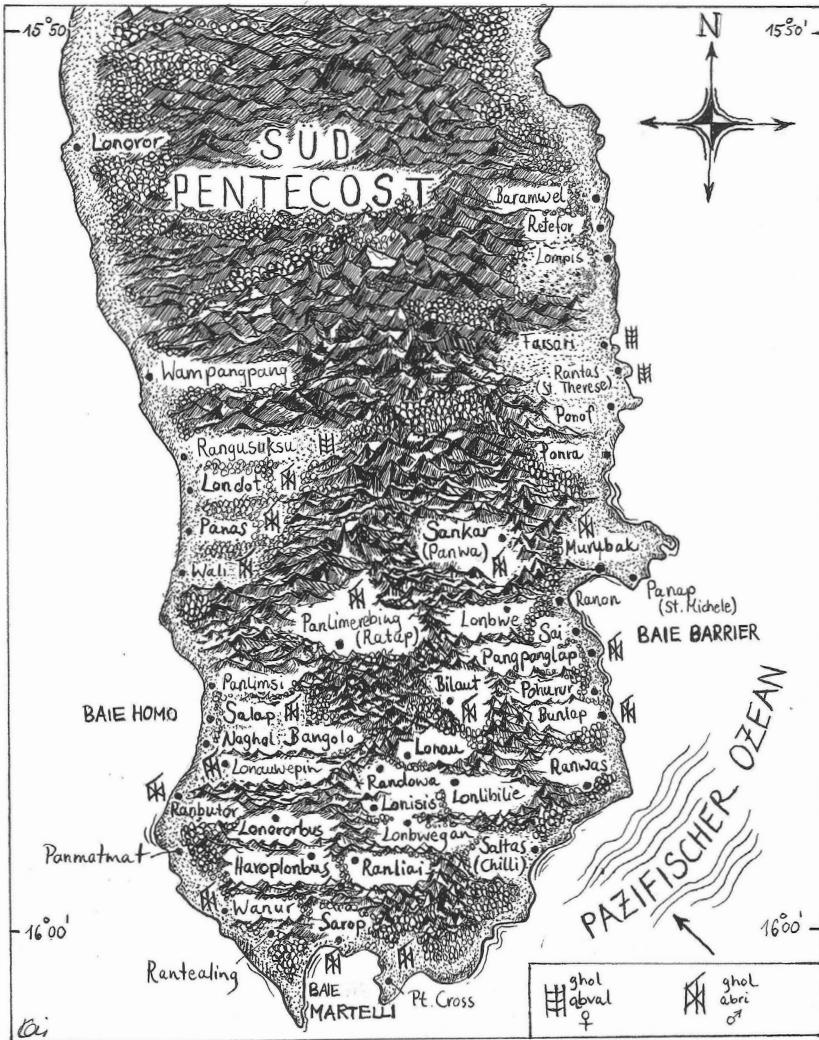 15°50'
N
15°50'
Lonoror
SÜD
PENTECOST
Baramwel
Retefor
Lompis
Farsari
Wampangpang
Rantas
(St. Therese)
Ponof
Rangusuksu
Ponra
Londot
Panas
Sankar
(Panwa)
Murubak
Wali
Panap
(St. Michele)
Ranon
Panlimerebing
(Ratap)
Lonbwe
Sai
BAIE BARRIER
Pangpanglap
Panlimsi
Bilaut
Pohurur
BAIE HOMO
Salap
Buntap
Naghol Bangolo
Lonau
Lonauwepin
Ranwas
Randowa
Ranbutor
Lonisis
Lonlibilie
Lonororbus
Lonbwegan
Panmatmat
Saltas
(Chilli)
Haroplonbus
Ranliai
PAZIFISCHER OZEAN
Wanur
16°00'
Sarop
16°00'
Rantealing
BAIE
MARTELLI
Pt. Cross
ghol
abval
♀
ghol
abri
♂